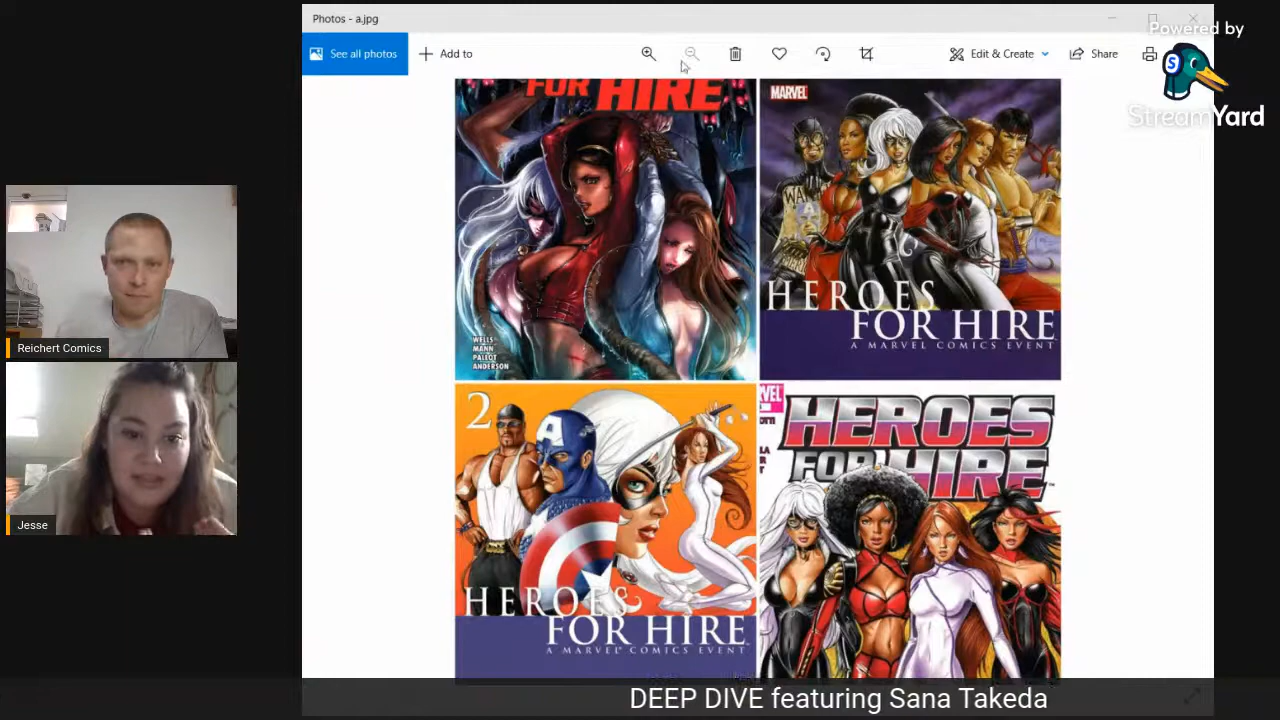 Photos - a.jpg
See all photos
Add to
Edit & Create
Share
Powered by
StreamYard
FOR HIRE
WELLS
MANN
PALLOT
ANDERSON
MARVEL
WAN
HEROES
FOR HIRE
A MARVEL COMICS EVENT
2
HEROES
FOR HIRE
A MARVEL COMICS EVENT
VEL
HEROES
FOR HIRE
Reichert Comics
Jesse
DEEP DIVE featuring Sana Takeda